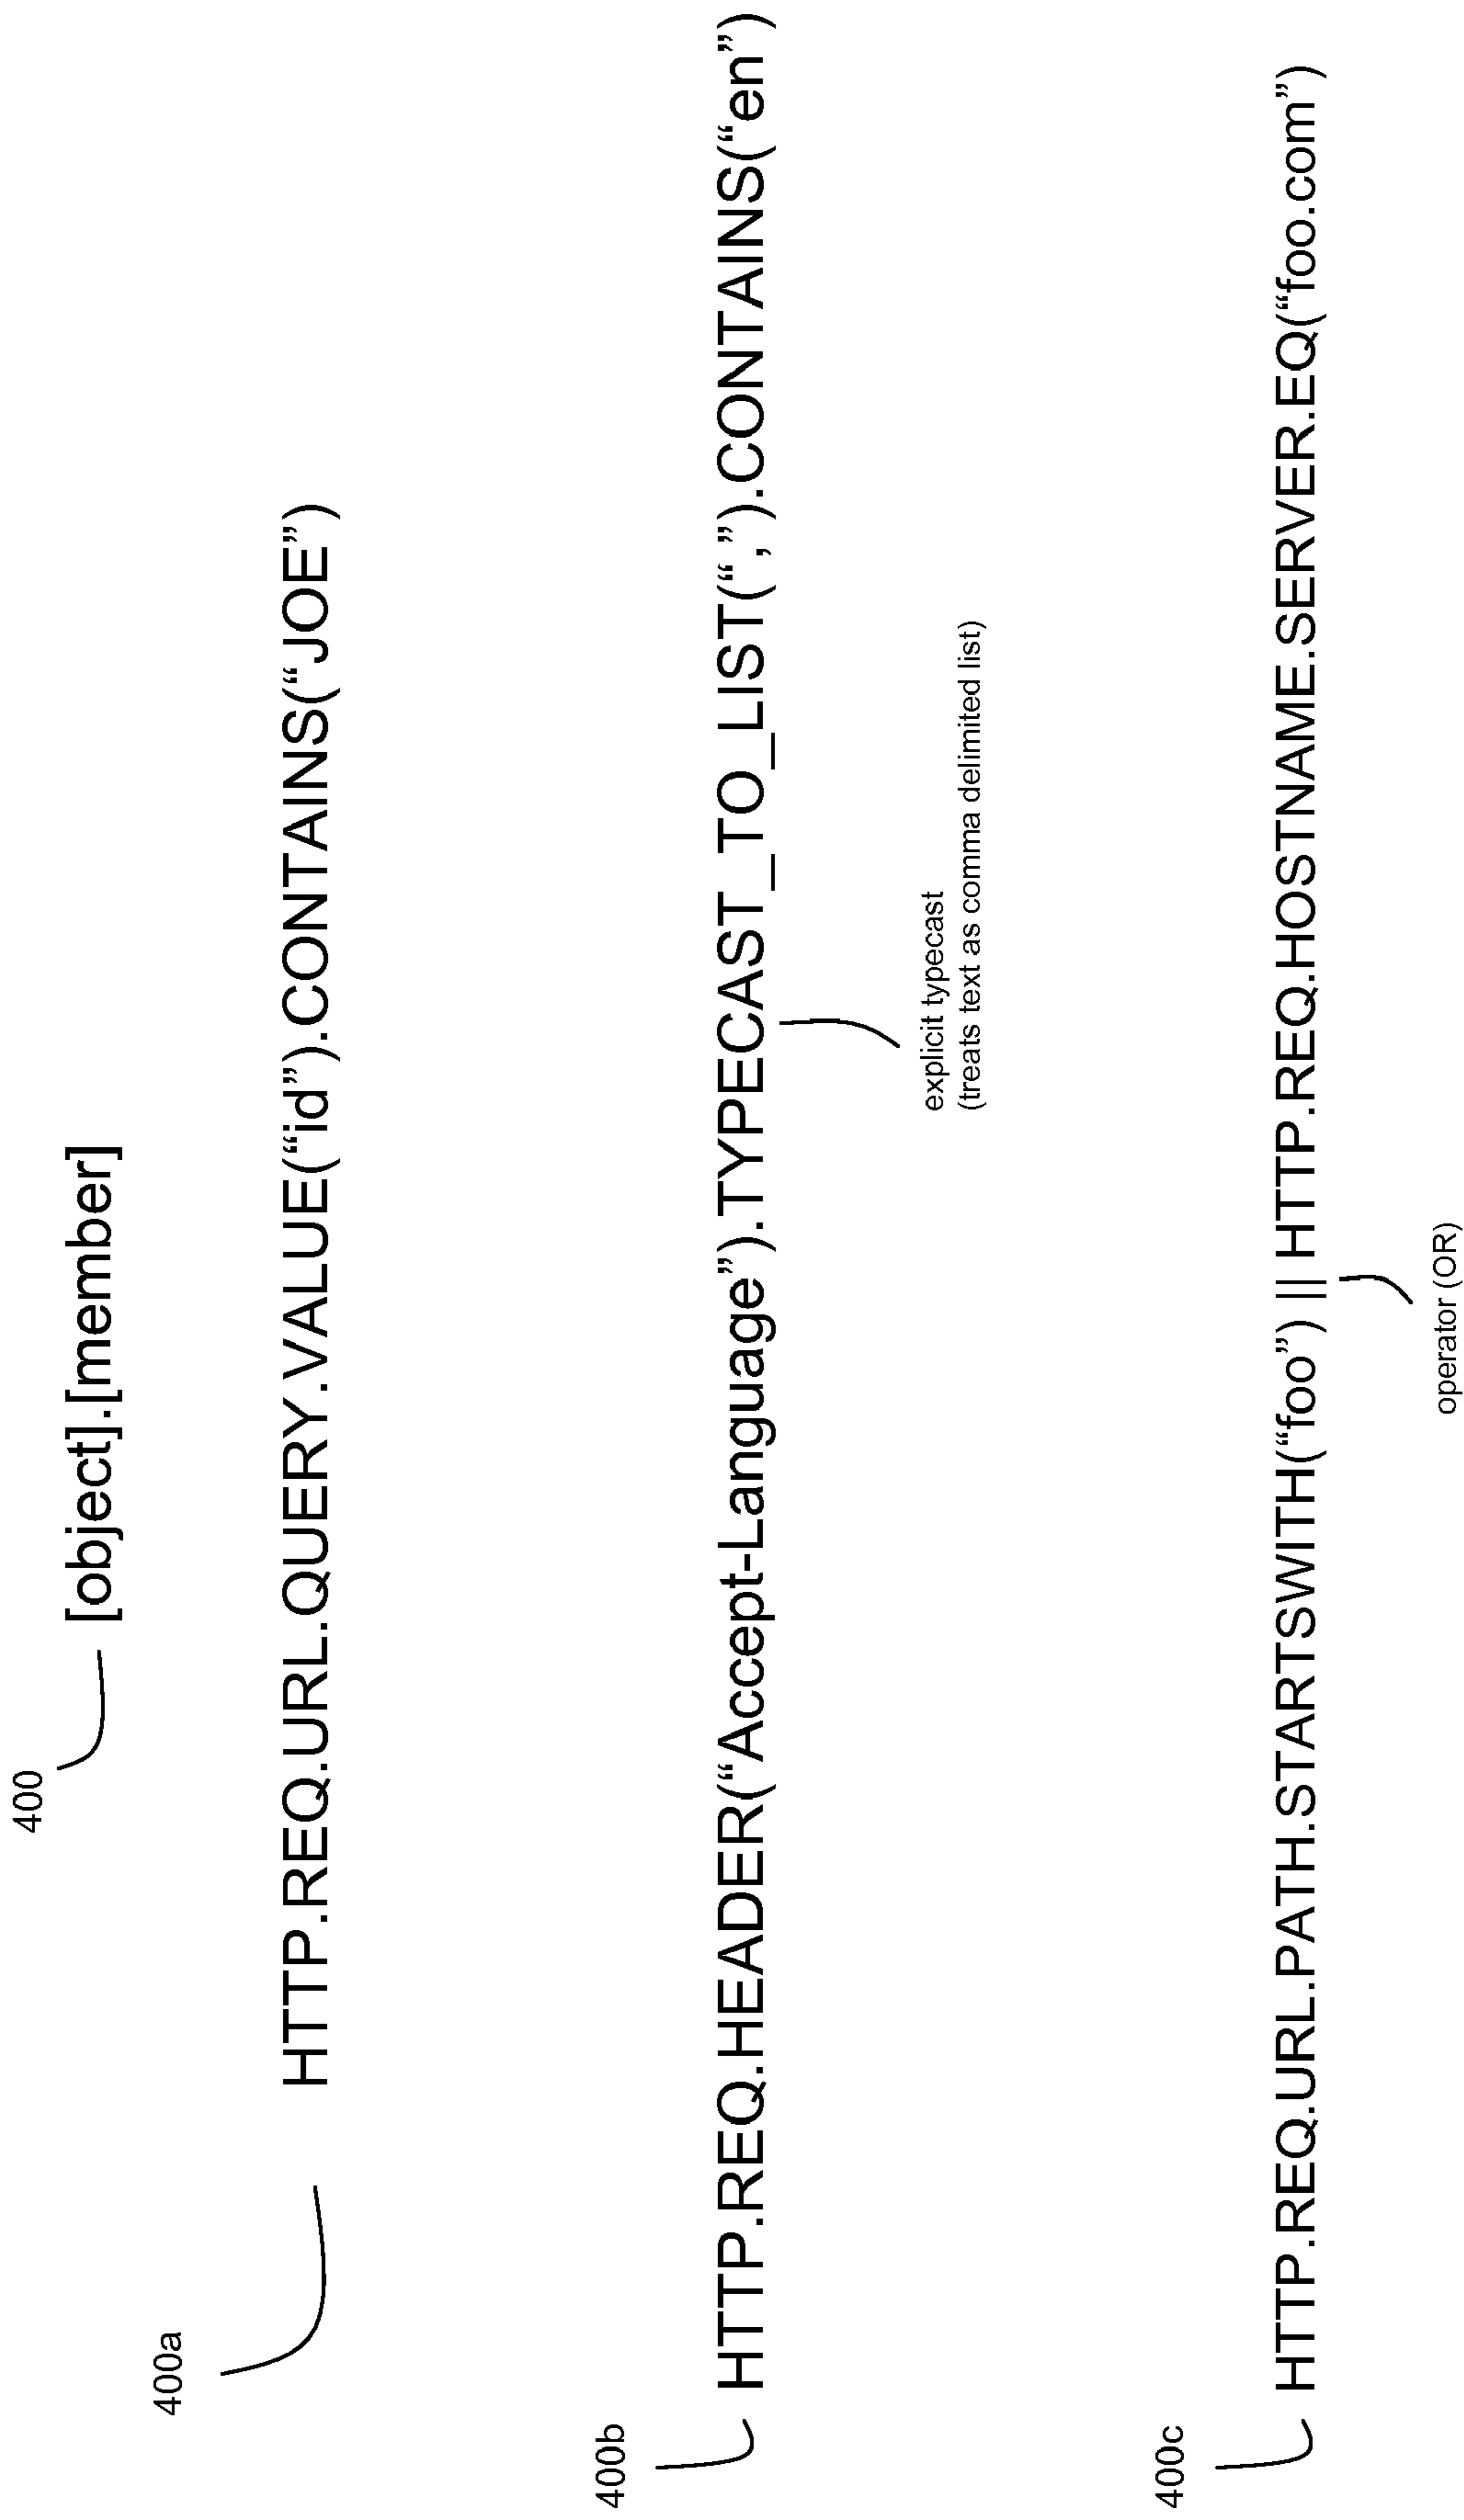 400
[object].[member]
400a
HTTP.REQ.URL.QUERY.VALUE(“id”).CONTAINS(“JOE”)
400b
HTTP.REQ.HEADER(“Accept-Language”).TYPECAST_TO_LIST(“,”).CONTAINS(“en”)
explicit typecast
(treats text as comma delimited list)
400c
HTTP.REQ.URL.PATH.STARTSWITH(“foo”) || HTTP.REQ.HOSTNAME.SERVER.EQ(“foo.com”)
operator (OR)